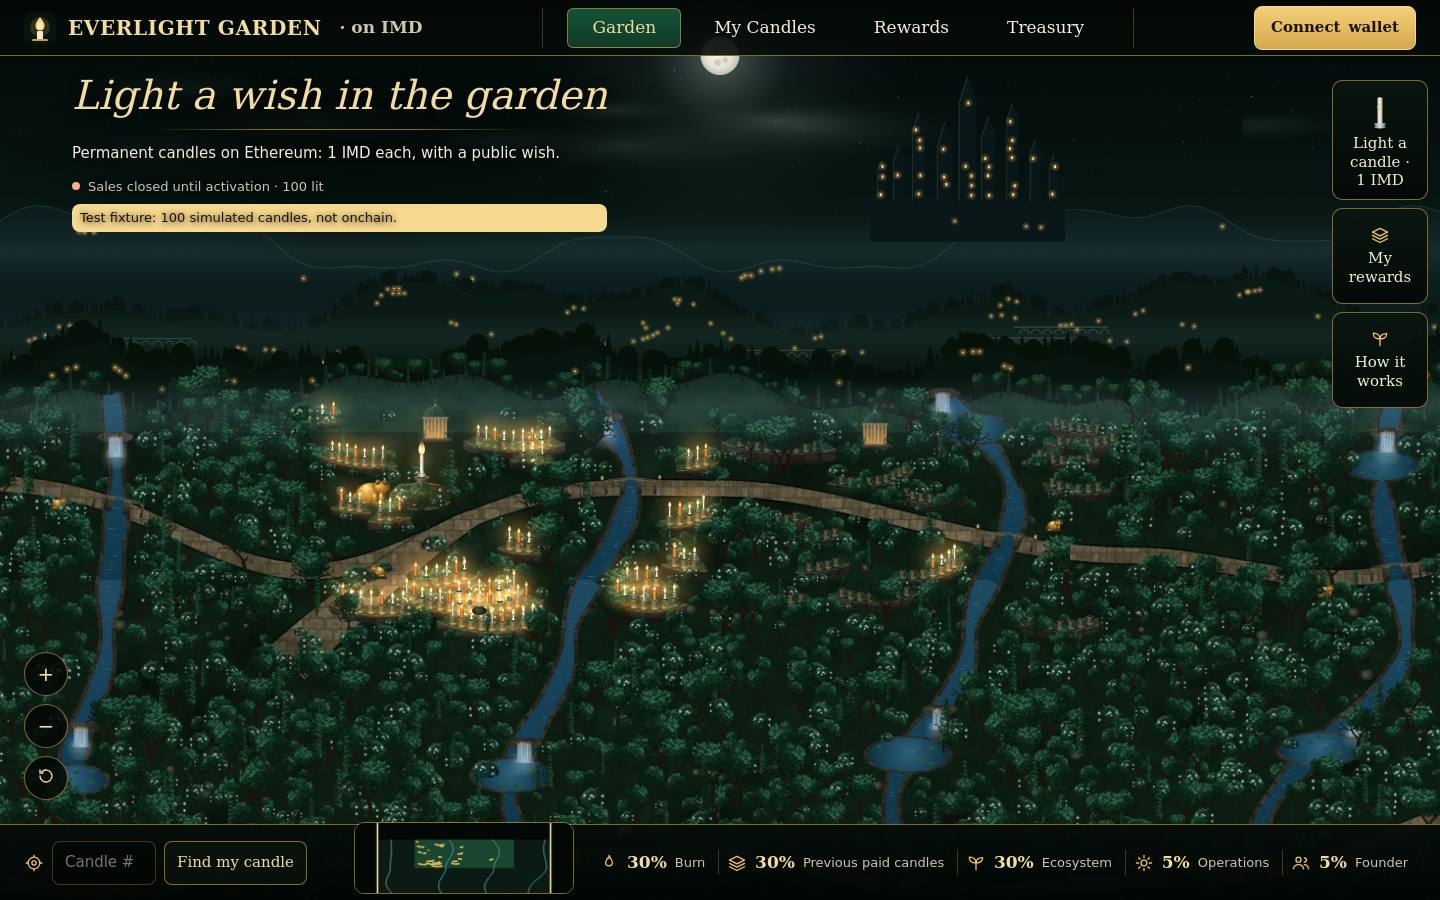 EVERLIGHT GARDEN · on IMD Garden My Candles Rewards Treasury Connect wallet
Light a wish in the garden
Permanent candles on Ethereum: 1 IMD each, with a public wish.
Sales closed until activation · 100 lit
Test fixture: 100 simulated candles, not onchain.
Light a
candle ·
1 IMD
My
rewards
How it
works
+
−
Candle # Find my candle 30% Burn 30% Previous paid candles 30% Ecosystem 5% Operations 5% Founder